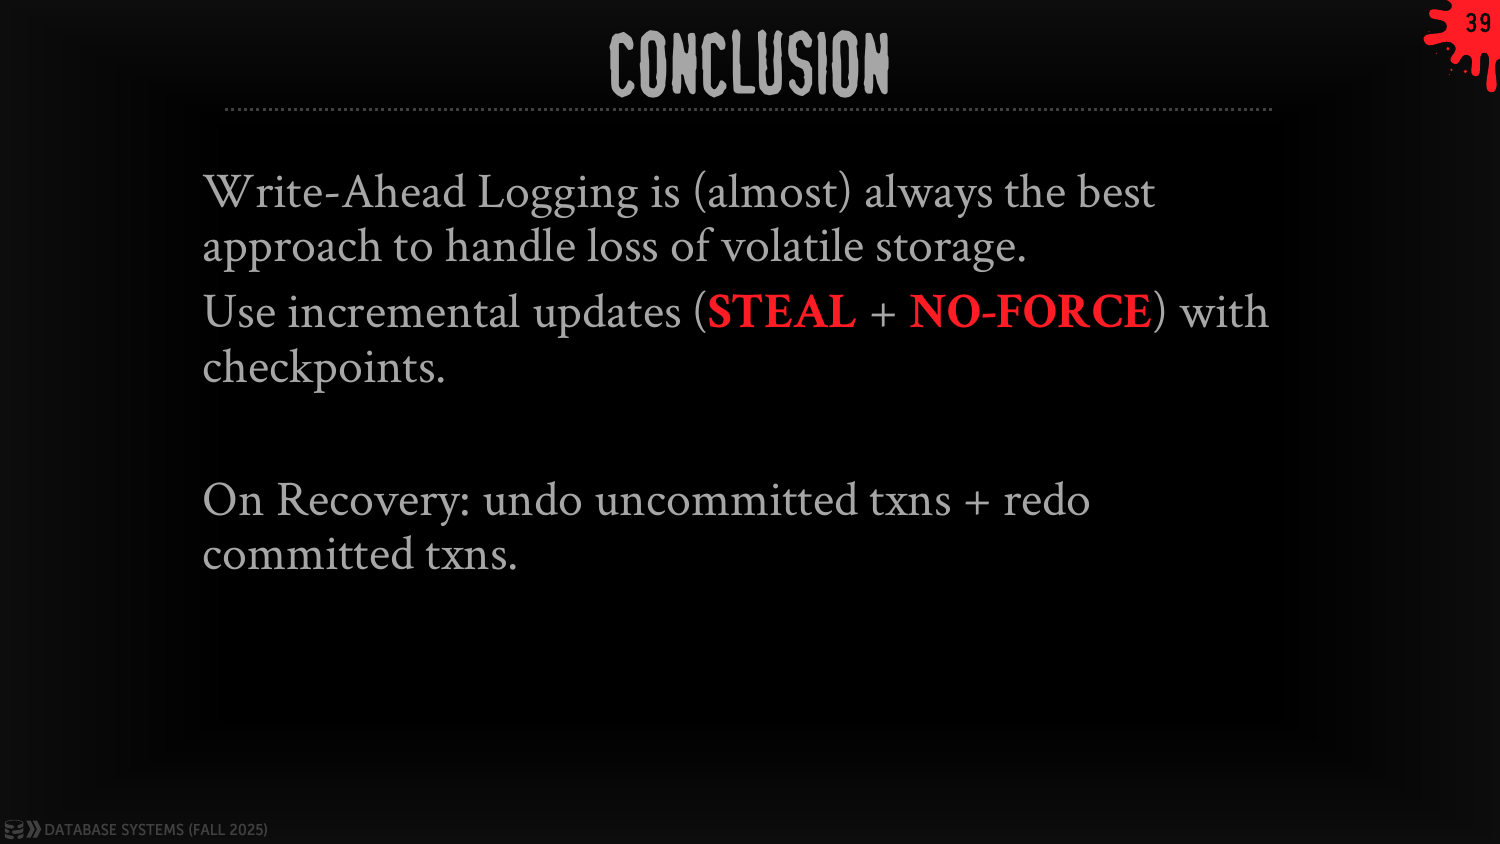 CONCLUSION
39
Write-Ahead Logging is (almost) always the best
approach to handle loss of volatile storage.
Use incremental updates (STEAL + NO-FORCE) with
checkpoints.
On Recovery: undo uncommitted txns + redo
committed txns.
DATABASE SYSTEMS (FALL 2025)